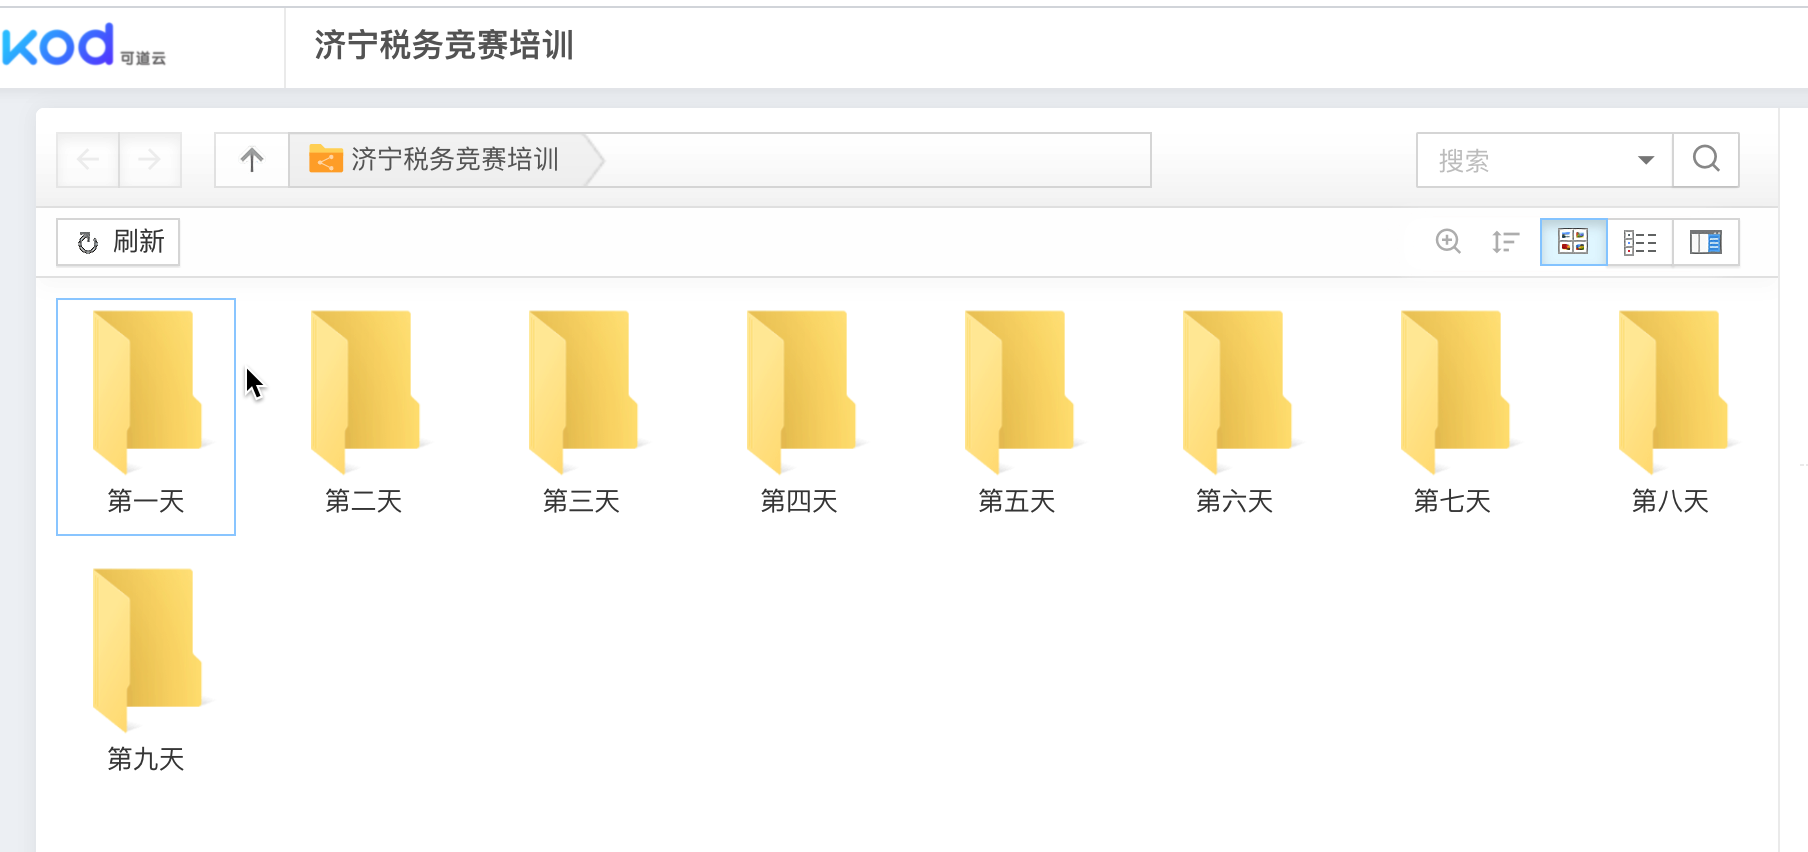 kod 可道云
济宁税务竞赛培训
济宁税务竞赛培训
搜索
刷新
第一天
第二天
第三天
第四天
第五天
第六天
第七天
第八天
第九天